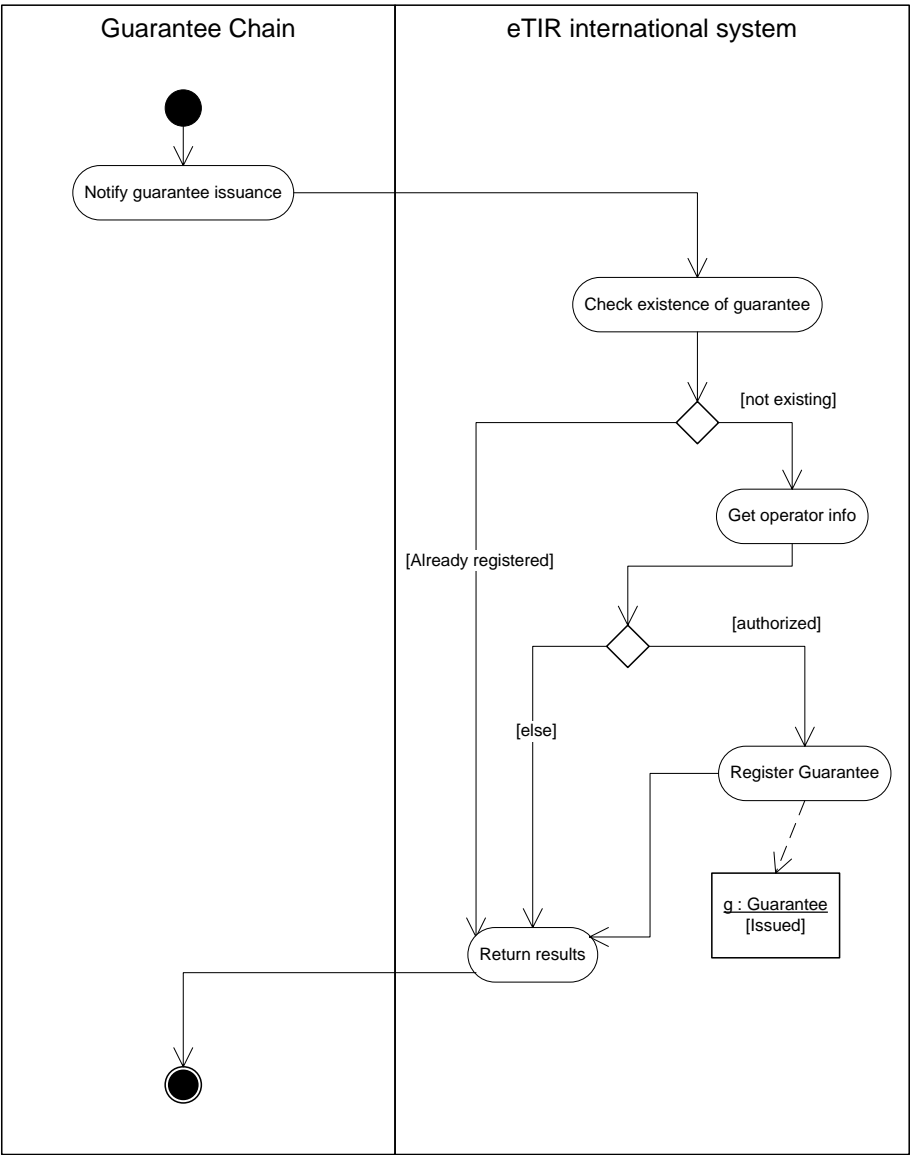 Guarantee Chain
eTIR international system
Notify guarantee issuance
Check existence of guarantee
[not existing]
Get operator info
[Already registered]
[authorized]
[else]
Register Guarantee
g : Guarantee
[Issued]
Return results